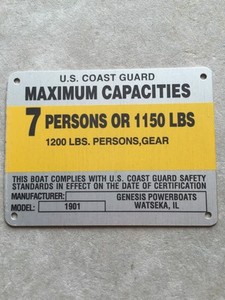 U.S. COAST GUARD
MAXIMUM CAPACITIES
7 PERSONS OR 1150 LBS
1200 LBS. PERSONS,GEAR
THIS BOAT COMPLIES WITH U.S. COAST GUARD SAFETY
STANDARDS IN EFFECT ON THE DATE OF CERTIFICATION
MANUFACTURER: GENESIS POWERBOATS
MODEL: 1901 WATSEKA, IL